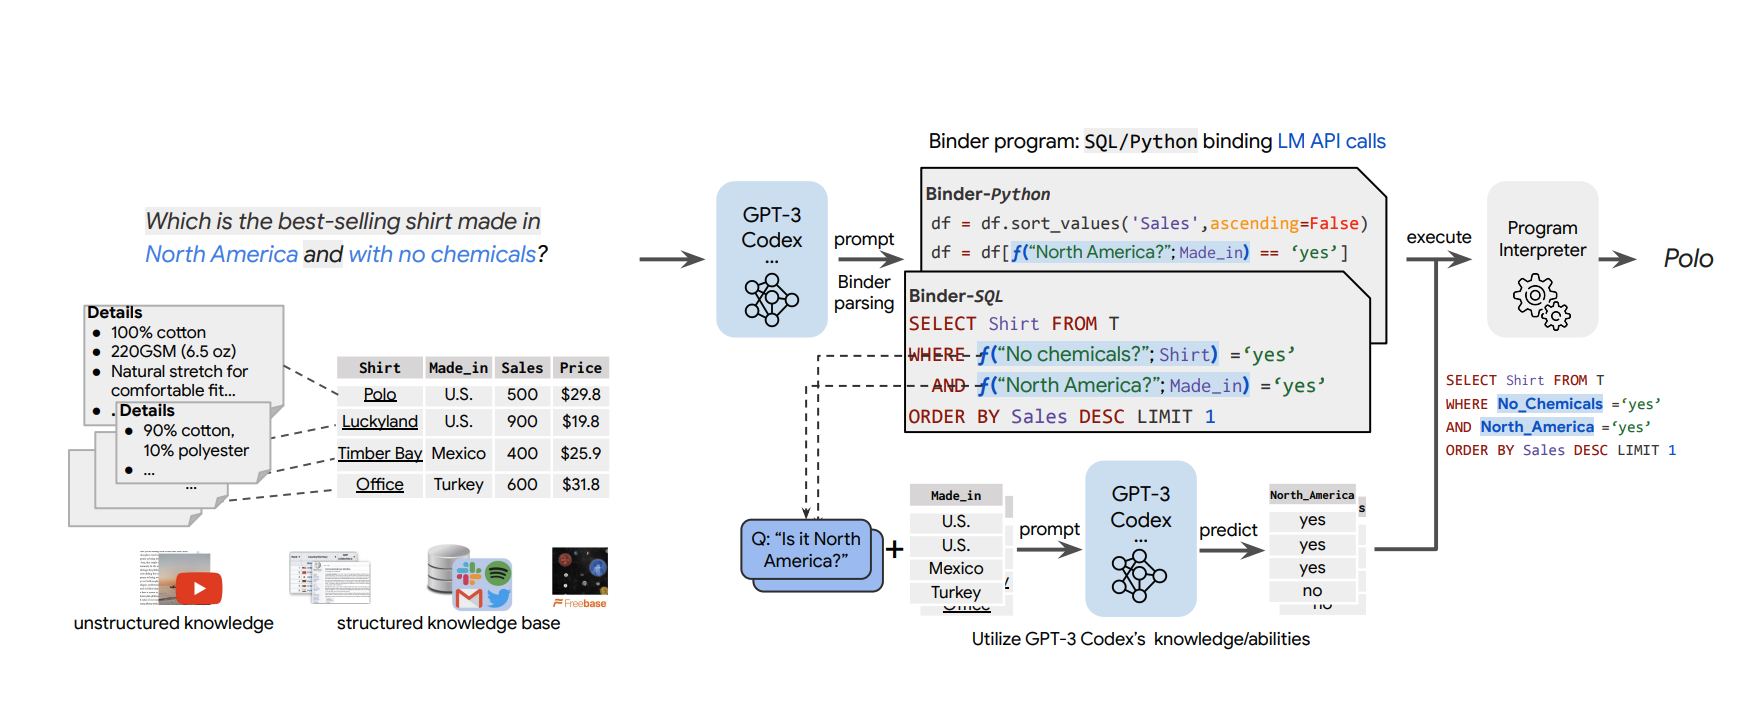 Binder program: SQL/Python binding LM API calls
Which is the best-selling shirt made in
North America and with no chemicals?
Details
● 100% cotton
● 220GSM (6.5 oz)
● Natural stretch for
comfortable fit...
● .
Details
● 90% cotton,
10% polyester
● ...
...
Shirt Made_in Sales Price
Polo U.S. 500 $29.8
Luckyland U.S. 900 $19.8
Timber Bay Mexico 400 $25.9
Office Turkey 600 $31.8
Freebase
unstructured knowledge
structured knowledge base
GPT-3
Codex
...
prompt
Binder
parsing
Binder-Python
df = df.sort_values('Sales',ascending=False)
df = df[ƒ(“North America?”; Made_in) == ‘yes’]
Binder-SQL
SELECT Shirt FROM T
WHERE ƒ(“No chemicals?”; Shirt) =‘yes’
AND ƒ(“North America?”; Made_in) =‘yes’
ORDER BY Sales DESC LIMIT 1
execute
Program
Interpreter
Polo
SELECT Shirt FROM T
WHERE No_Chemicals =‘yes’
AND North_America =‘yes’
ORDER BY Sales DESC LIMIT 1
Q: “Is it North
America?”
+
Made_in
U.S.
U.S.
Mexico
Turkey
Office
prompt
GPT-3
Codex
...
predict
North_America
s
yes
yes
yes
no
no
Utilize GPT-3 Codex’s knowledge/abilities